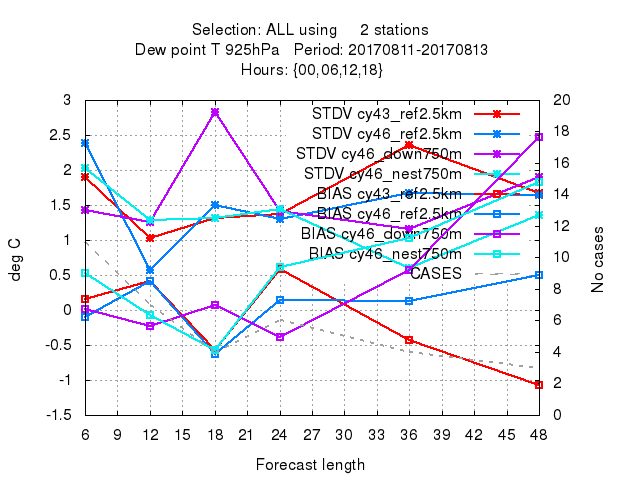 Selection: ALL using 2 stations
Dew point T 925hPa Period: 20170811-20170813
Hours: {00,06,12,18}
STDV cy43_ref2.5km
STDV cy46_ref2.5km
STDV cy46_down750m
STDV cy46_nest750m
BIAS cy43_ref2.5km
BIAS cy46_ref2.5km
BIAS cy46_down750m
BIAS cy46_nest750m
CASES
deg C
3
2.5
2
1.5
1
0.5
0
-0.5
-1
-1.5
No cases
20
18
16
14
12
10
8
6
4
2
0
6 9 12 15 18 21 24 27 30 33 36 39 42 45 48
Forecast length